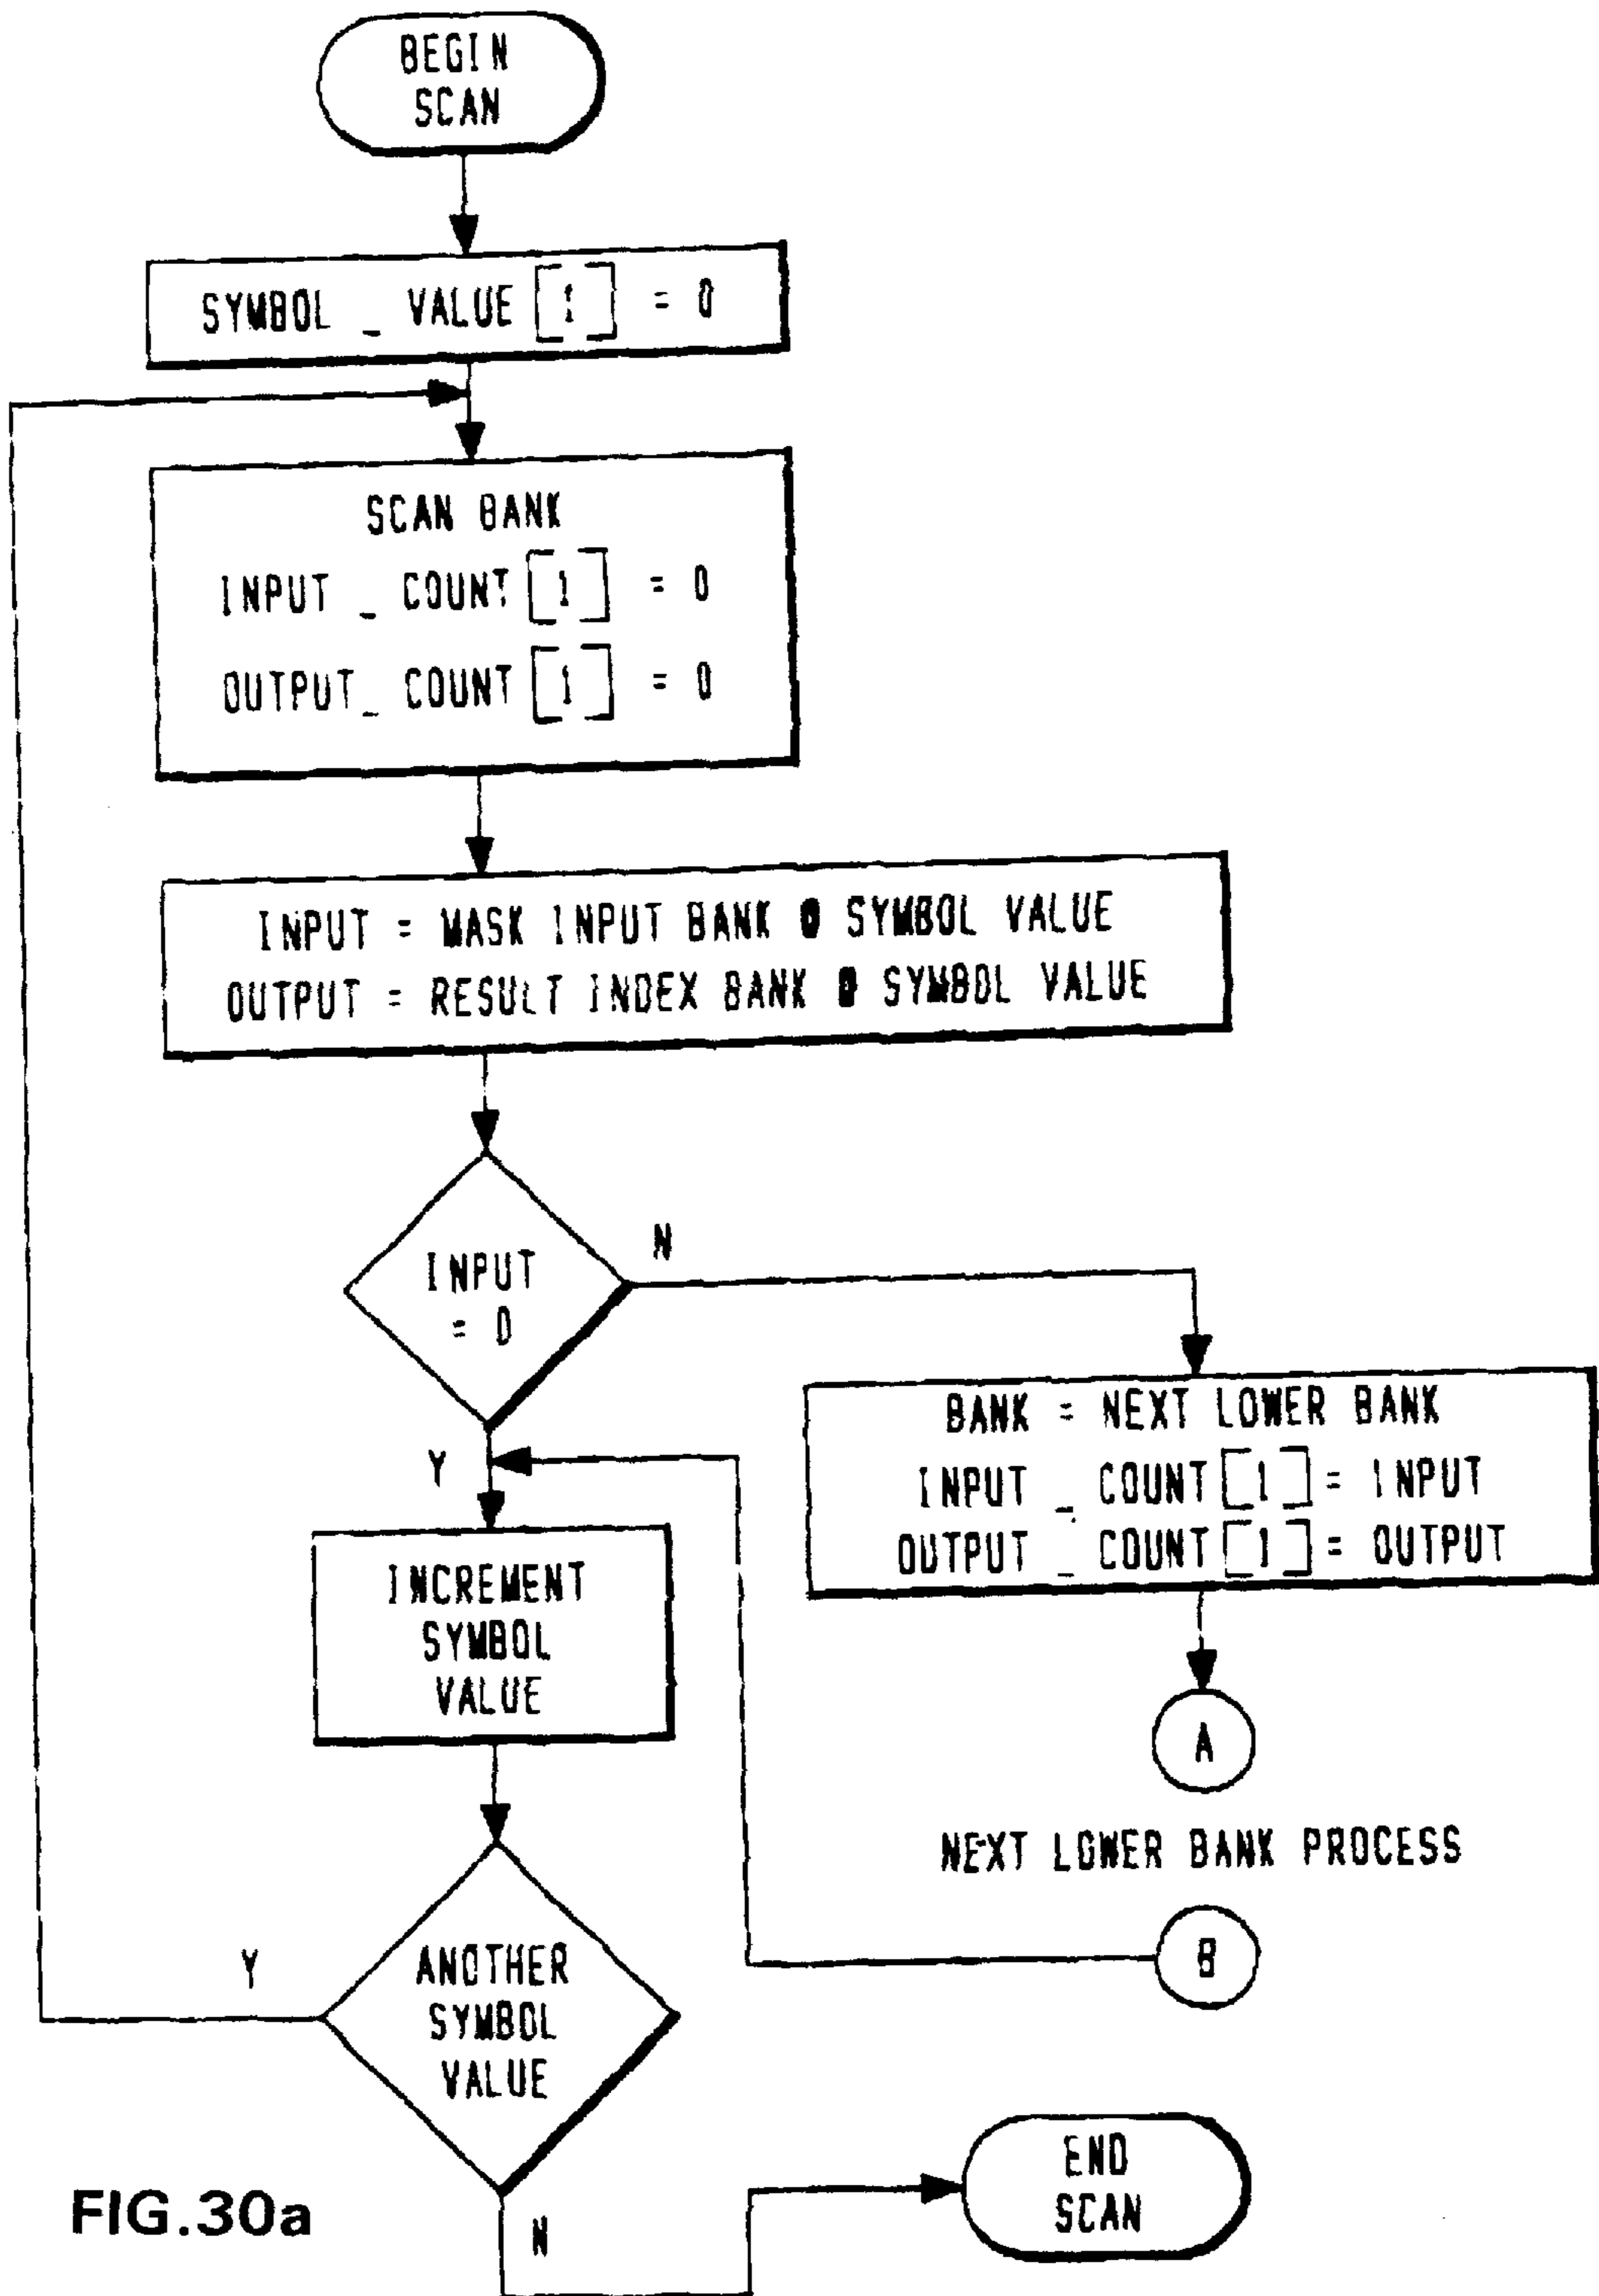 BEGIN
SCAN
SYMBOL _ VALUE [1] = 0
SCAN BANK
INPUT _ COUNT [1] = 0
OUTPUT _ COUNT [1] = 0
INPUT = MASK INPUT BANK @ SYMBOL VALUE
OUTPUT = RESULT INDEX BANK @ SYMBOL VALUE
INPUT
= 0
N
Y
BANK = NEXT LOWER BANK
INPUT _ COUNT [1] = INPUT
OUTPUT _ COUNT [1] = OUTPUT
INCREMENT
SYMBOL
VALUE
A
NEXT LOWER BANK PROCESS
B
Y
ANOTHER
SYMBOL
VALUE
N
END
SCAN
FIG.30a